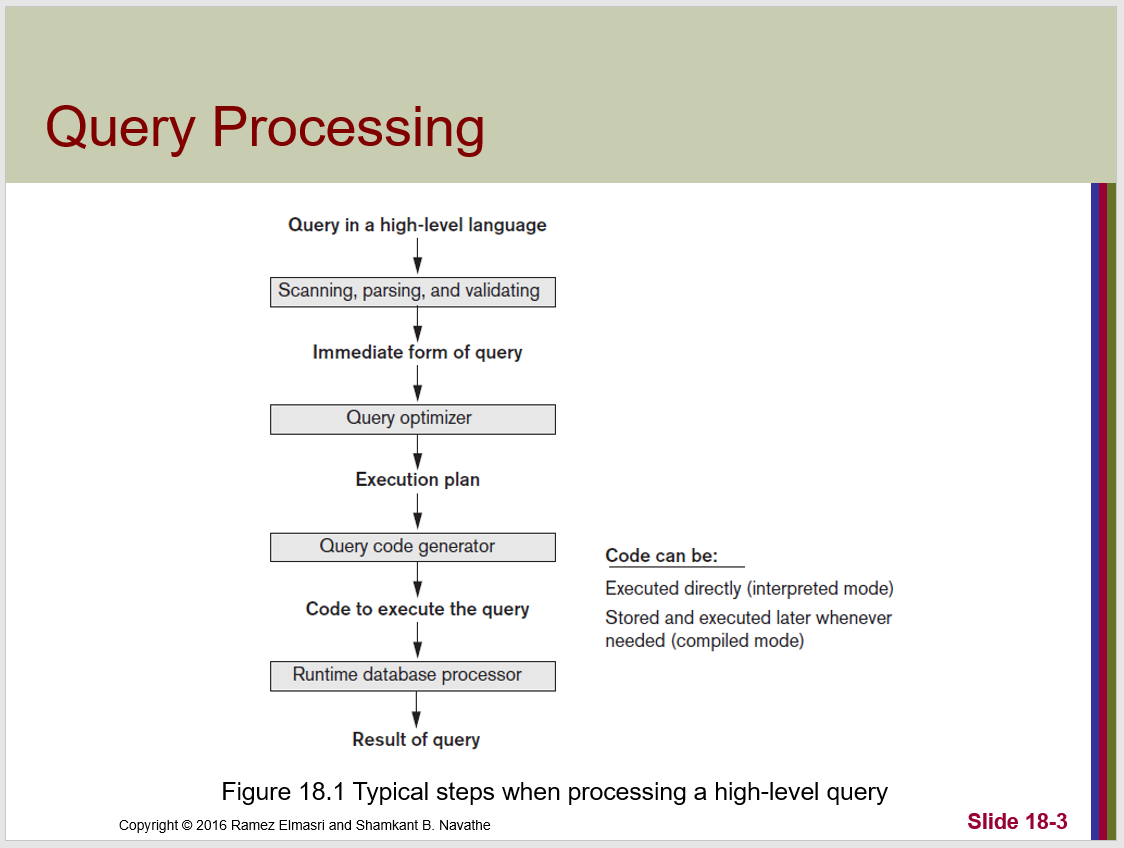 Query Processing
Query in a high-level language
Scanning, parsing, and validating
Immediate form of query
Query optimizer
Execution plan
Query code generator
Code to execute the query
Runtime database processor
Result of query
Code can be:
Executed directly (interpreted mode)
Stored and executed later whenever
needed (compiled mode)
Figure 18.1 Typical steps when processing a high-level query
Copyright © 2016 Ramez Elmasri and Shamkant B. Navathe
Slide 18-3